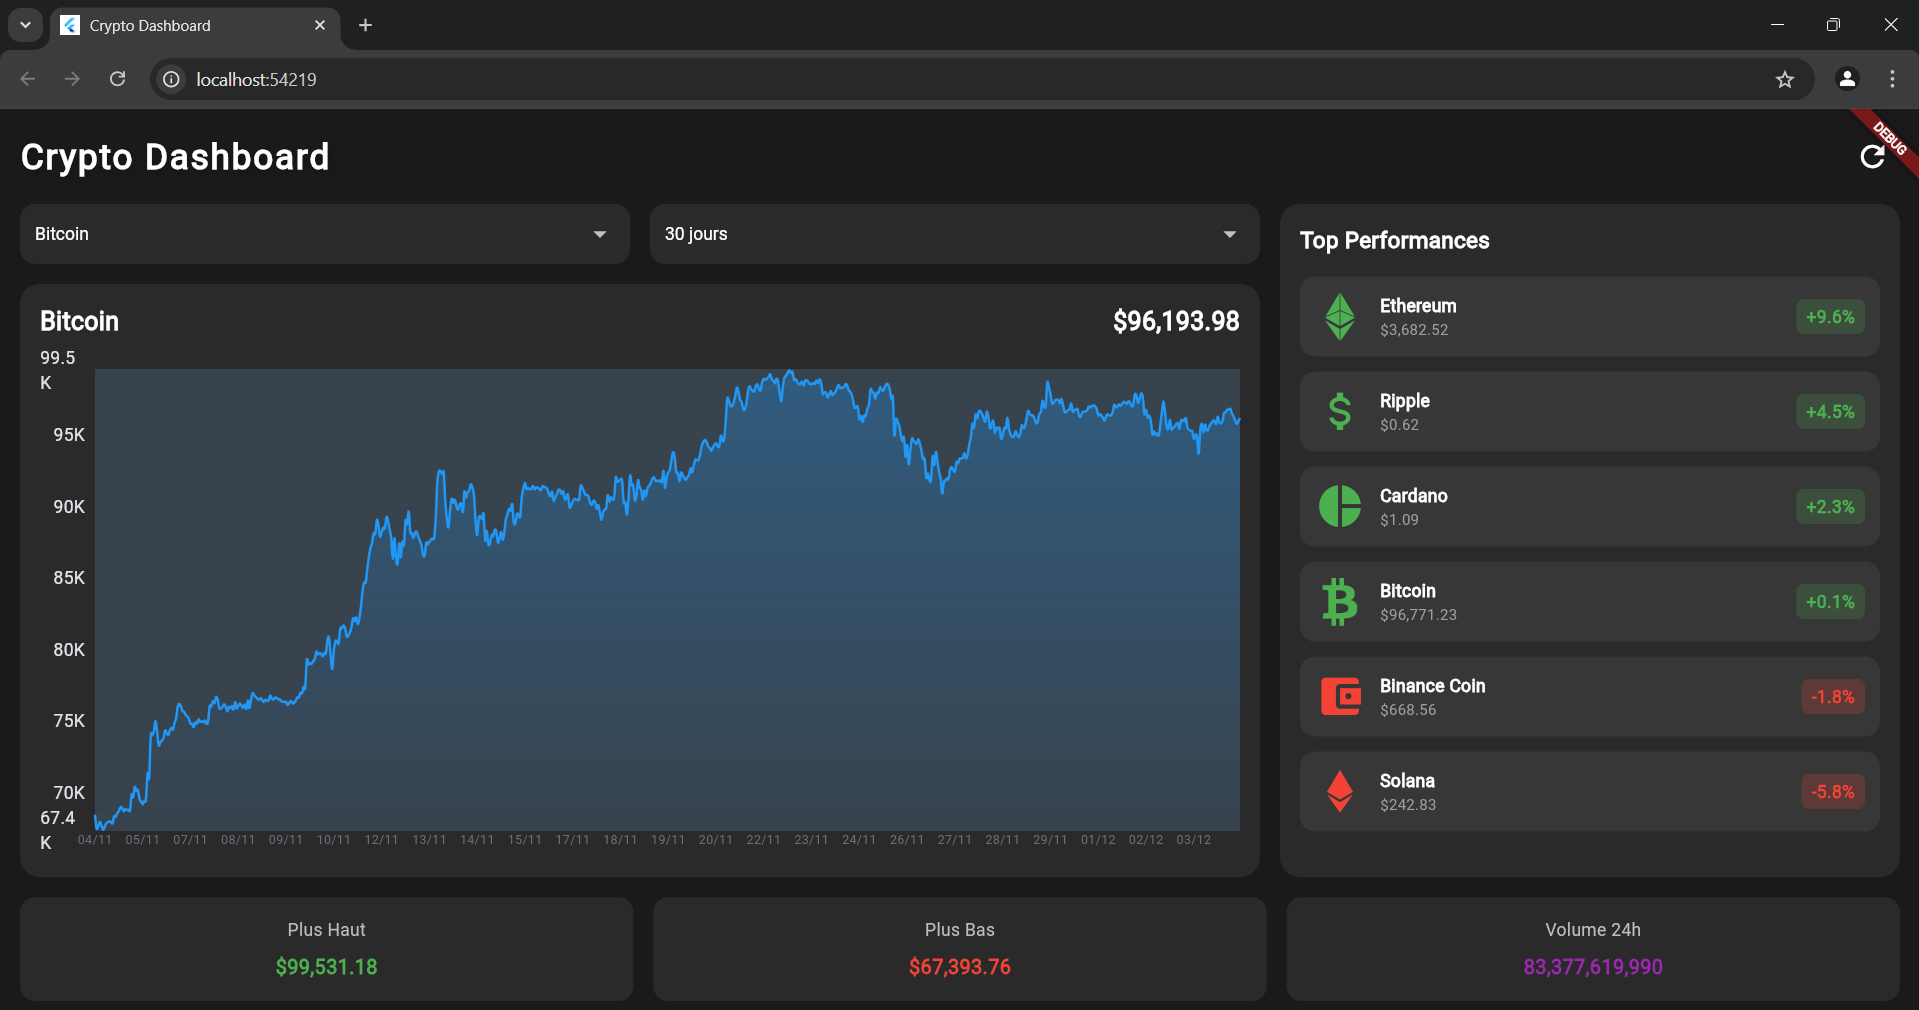 Crypto Dashboard
localhost:54219
DEBUG
Crypto Dashboard
Bitcoin
30 jours
Bitcoin
$96,193.98
99.5
K
95K
90K
85K
80K
75K
70K
67.4
K
04/11 05/11 07/11 08/11 09/11 10/11 12/11 13/11 14/11 15/11 17/11 18/11 19/11 20/11 22/11 23/11 24/11 26/11 27/11 28/11 29/11 01/12 02/12 03/12
Top Performances
Ethereum
$3,682.52
+9.6%
Ripple
$0.62
+4.5%
Cardano
$1.09
+2.3%
Bitcoin
$96,771.23
+0.1%
Binance Coin
$668.56
-1.8%
Solana
$242.83
-5.8%
Plus Haut
$99,531.18
Plus Bas
$67,393.76
Volume 24h
83,377,619,990